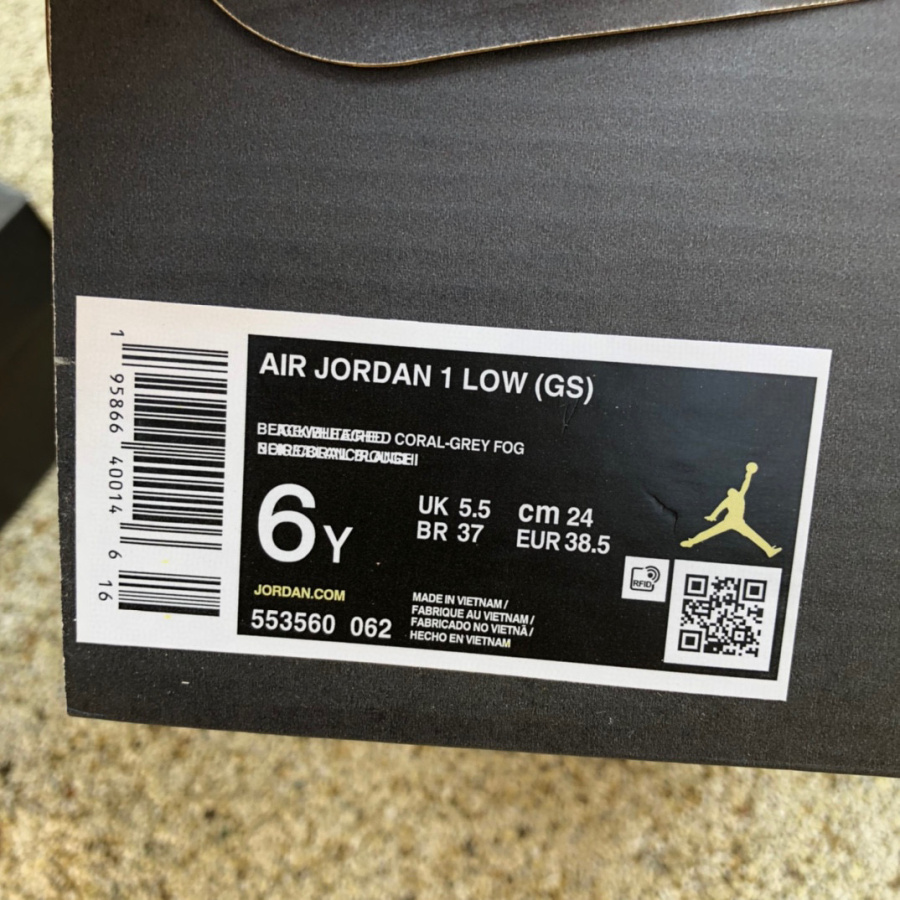 AIR JORDAN 1 LOW (GS)
CORAL-GREY FOG
6Y
UK 5.5 cm 24
BR 37 EUR 38.5
RFID
JORDAN.COM
553560 062
MADE IN VIETNAM /
FABRIQUE AU VIETNAM /
FABRICADO NO VIETNÃ /
HECHO EN VIETNAM
1 95866 40014 6 16